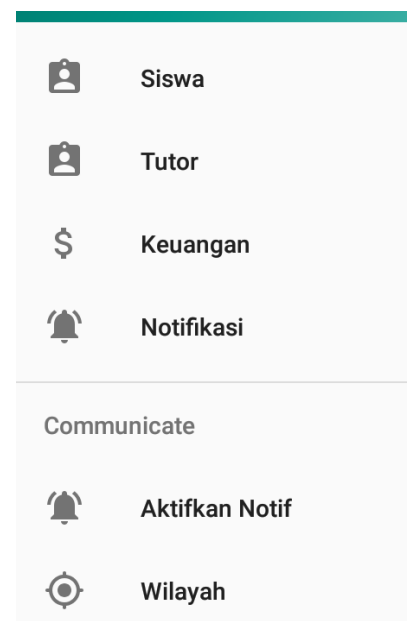 Siswa
Tutor
Keuangan
Notifikasi
Communicate
Aktifkan Notif
Wilayah